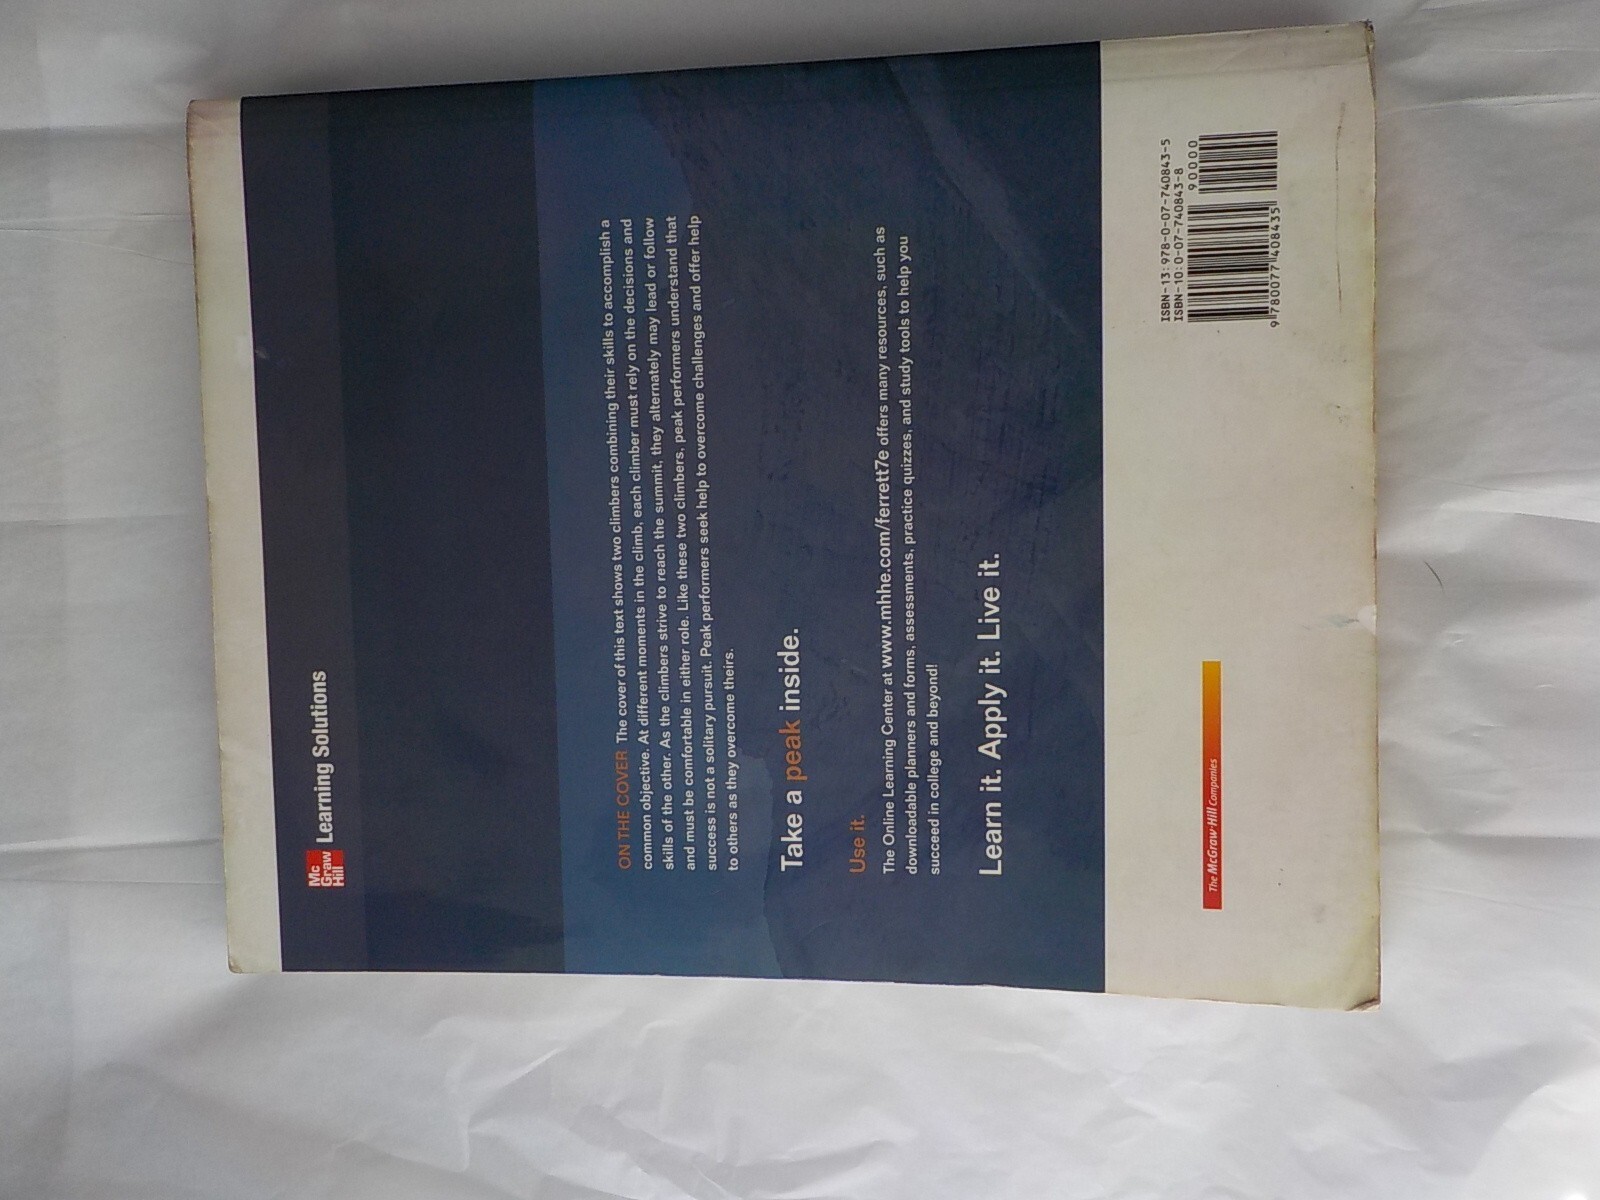 Mc
Graw
Hill
Learning Solutions
ON THE COVER The cover of this text shows two climbers combining their skills to accomplish a
common objective. At different moments in the climb, each climber must rely on the decisions and
skills of the other. As the climbers strive to reach the summit, they alternately may lead or follow
and must be comfortable in either role. Like these two climbers, peak performers understand that
success is not a solitary pursuit. Peak performers seek help to overcome challenges and offer help
to others as they overcome theirs.
Take a peak inside.
Use it.
The Online Learning Center at www.mhhe.com/ferrett7e offers many resources, such as
downloadable planners and forms, assessments, practice quizzes, and study tools to help you
succeed in college and beyond!
Learn it. Apply it. Live it.
ISBN-13: 978-0-07-740843-5
ISBN-10: 0-07-740843-8
90000
9 780077 408435
The McGraw·Hill Companies